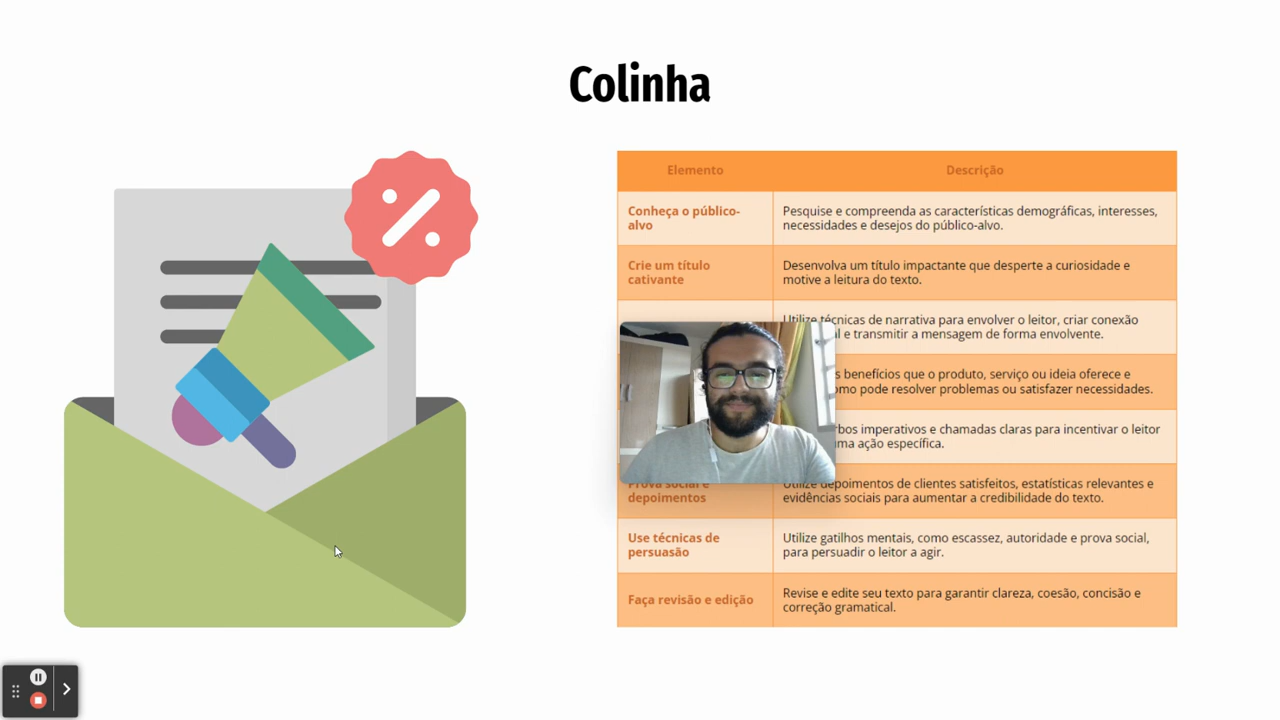 Colinha
Elemento
Descrição
Conheça o público-
alvo
Pesquise e compreenda as características demográficas, interesses,
necessidades e desejos do público-alvo.
Crie um título
cativante
Desenvolva um título impactante que desperte a curiosidade e
motive a leitura do texto.
Utilize técnicas de narrativa para envolver o leitor, criar conexão
e transmitir a mensagem de forma envolvente.
benefícios que o produto, serviço ou ideia oferece e
como pode resolver problemas ou satisfazer necessidades.
imperativos e chamadas claras para incentivar o leitor
uma ação específica.
Prova social e
depoimentos
Utilize depoimentos de clientes satisfeitos, estatísticas relevantes e
evidências sociais para aumentar a credibilidade do texto.
Use técnicas de
persuasão
Utilize gatilhos mentais, como escassez, autoridade e prova social,
para persuadir o leitor a agir.
Faça revisão e edição
Revise e edite seu texto para garantir clareza, coesão, concisão e
correção gramatical.